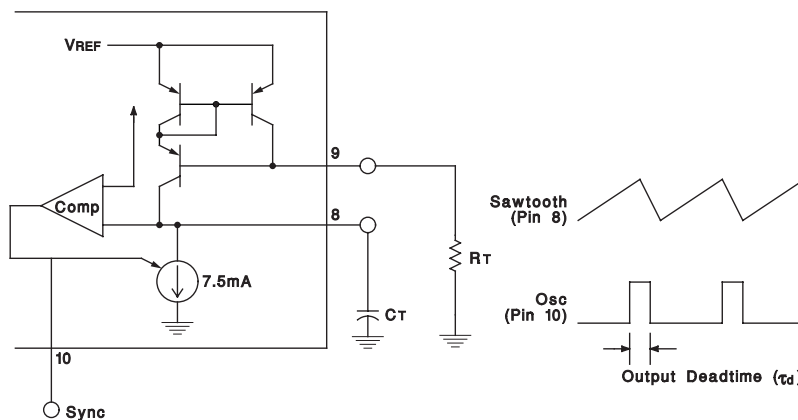 VREF
9
Comp
8
7.5mA
RT
CT
10
Sync
Sawtooth
(Pin 8)
Osc
(Pin 10)
Output Deadtime (τd)